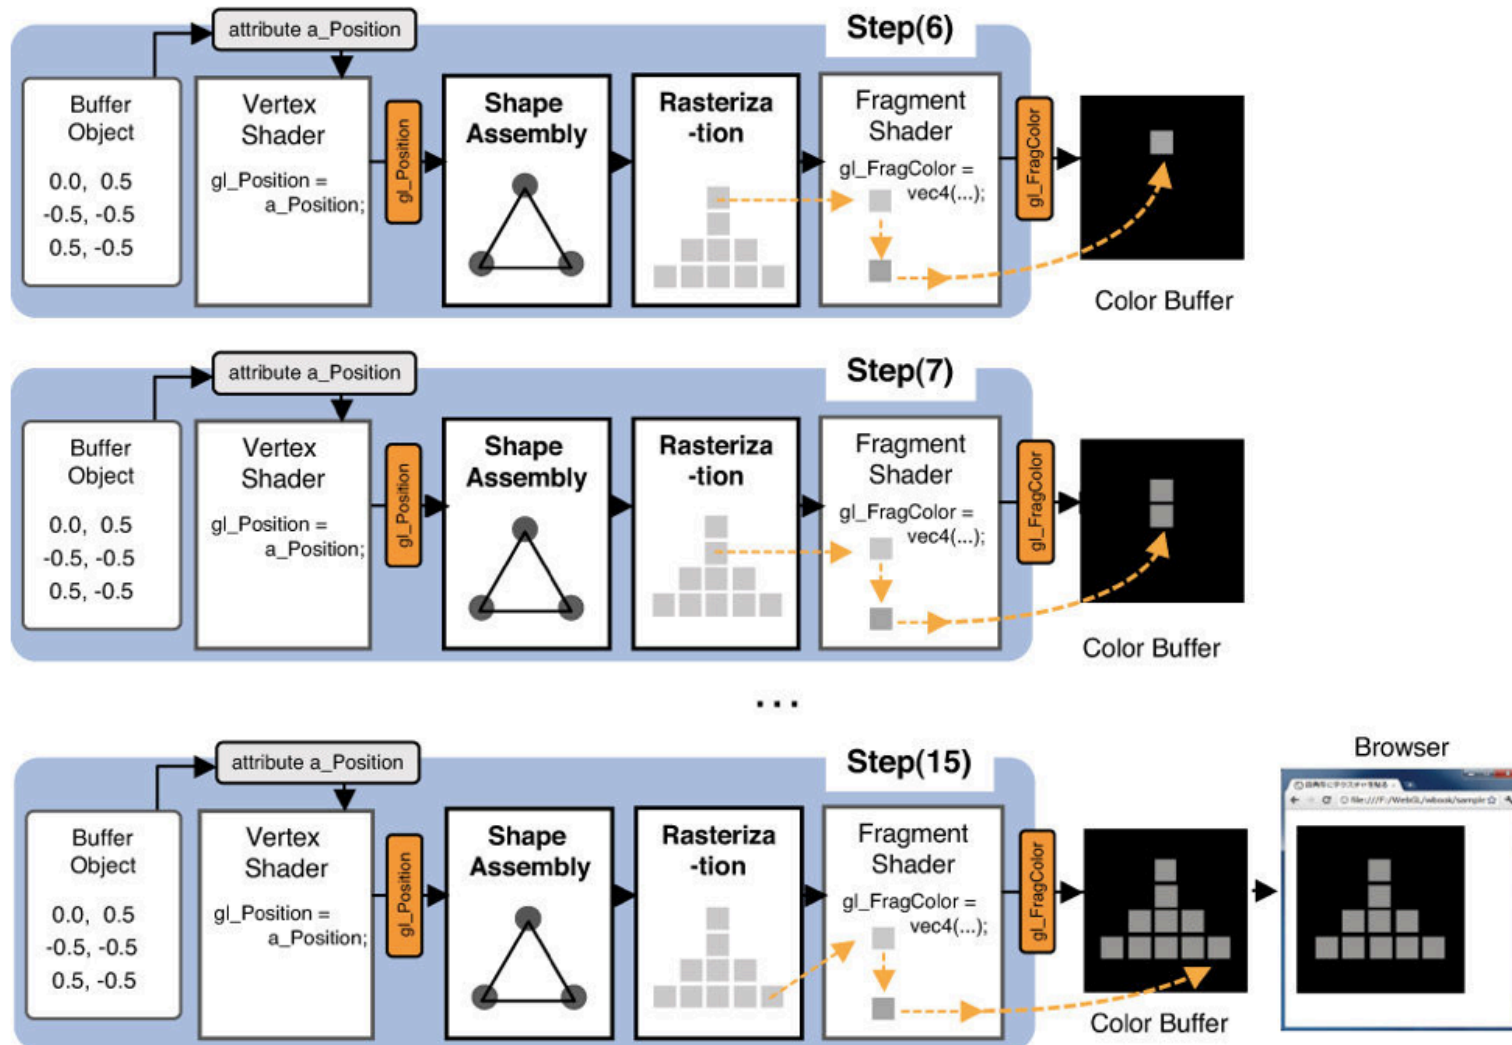 attribute a_Position
Step(6)
Buffer
Object
0.0, 0.5
-0.5, -0.5
0.5, -0.5
Vertex
Shader
gl_Position =
a_Position;
gl_Position
Shape
Assembly
Rasteriza
-tion
Fragment
Shader
gl_FragColor =
vec4(...);
gl_FragColor
Color Buffer
attribute a_Position
Step(7)
Buffer
Object
0.0, 0.5
-0.5, -0.5
0.5, -0.5
Vertex
Shader
gl_Position =
a_Position;
gl_Position
Shape
Assembly
Rasteriza
-tion
Fragment
Shader
gl_FragColor =
vec4(...);
gl_FragColor
Color Buffer
...
attribute a_Position
Step(15)
Buffer
Object
0.0, 0.5
-0.5, -0.5
0.5, -0.5
Vertex
Shader
gl_Position =
a_Position;
gl_Position
Shape
Assembly
Rasteriza
-tion
Fragment
Shader
gl_FragColor =
vec4(...);
gl_FragColor
Color Buffer
Browser
file:///F:/WebGL/wbook/sample